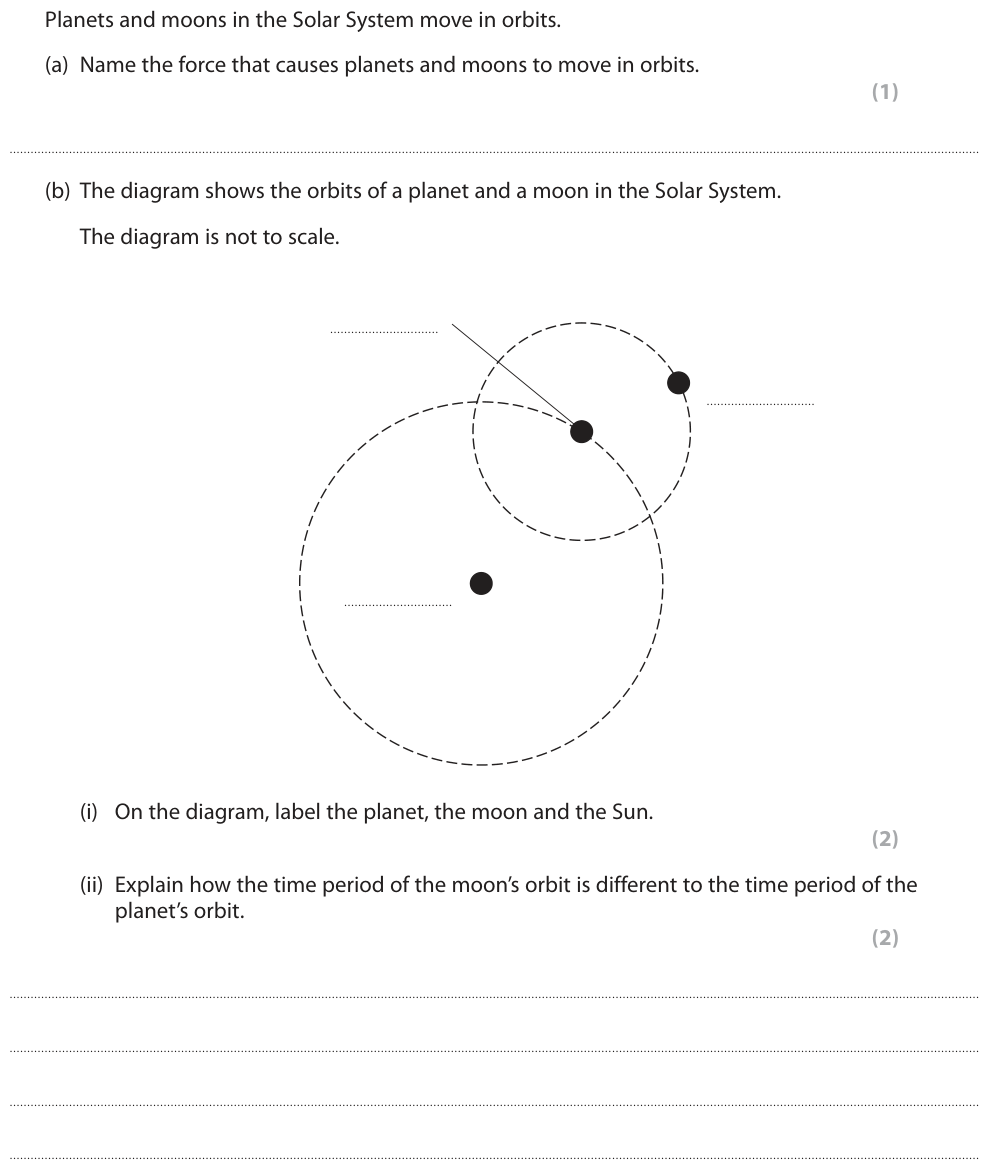 Planets and moons in the Solar System move in orbits.
(a) Name the force that causes planets and moons to move in orbits.
(1)
(b) The diagram shows the orbits of a planet and a moon in the Solar System.
The diagram is not to scale.
(i) On the diagram, label the planet, the moon and the Sun.
(2)
(ii) Explain how the time period of the moon’s orbit is different to the time period of the
planet’s orbit.
(2)